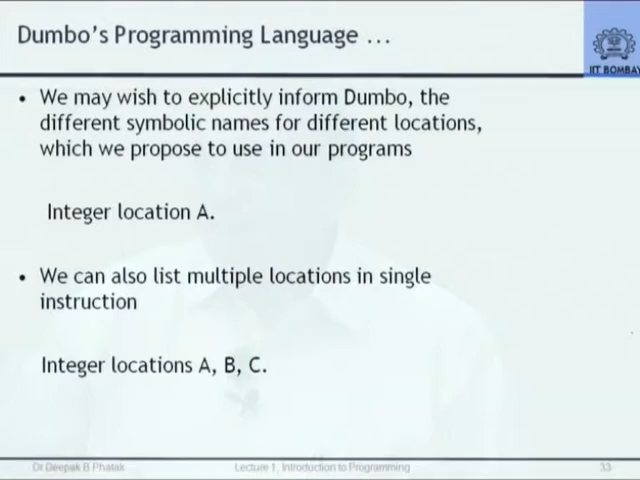 Dumbo's Programming Language ...
IIT BOMBAY
• We may wish to explicitly inform Dumbo, the
different symbolic names for different locations,
which we propose to use in our programs
Integer location A.
• We can also list multiple locations in single
instruction
Integer locations A, B, C.
Dr Deepak B Phatak Lecture 1, Introduction to Programming 33